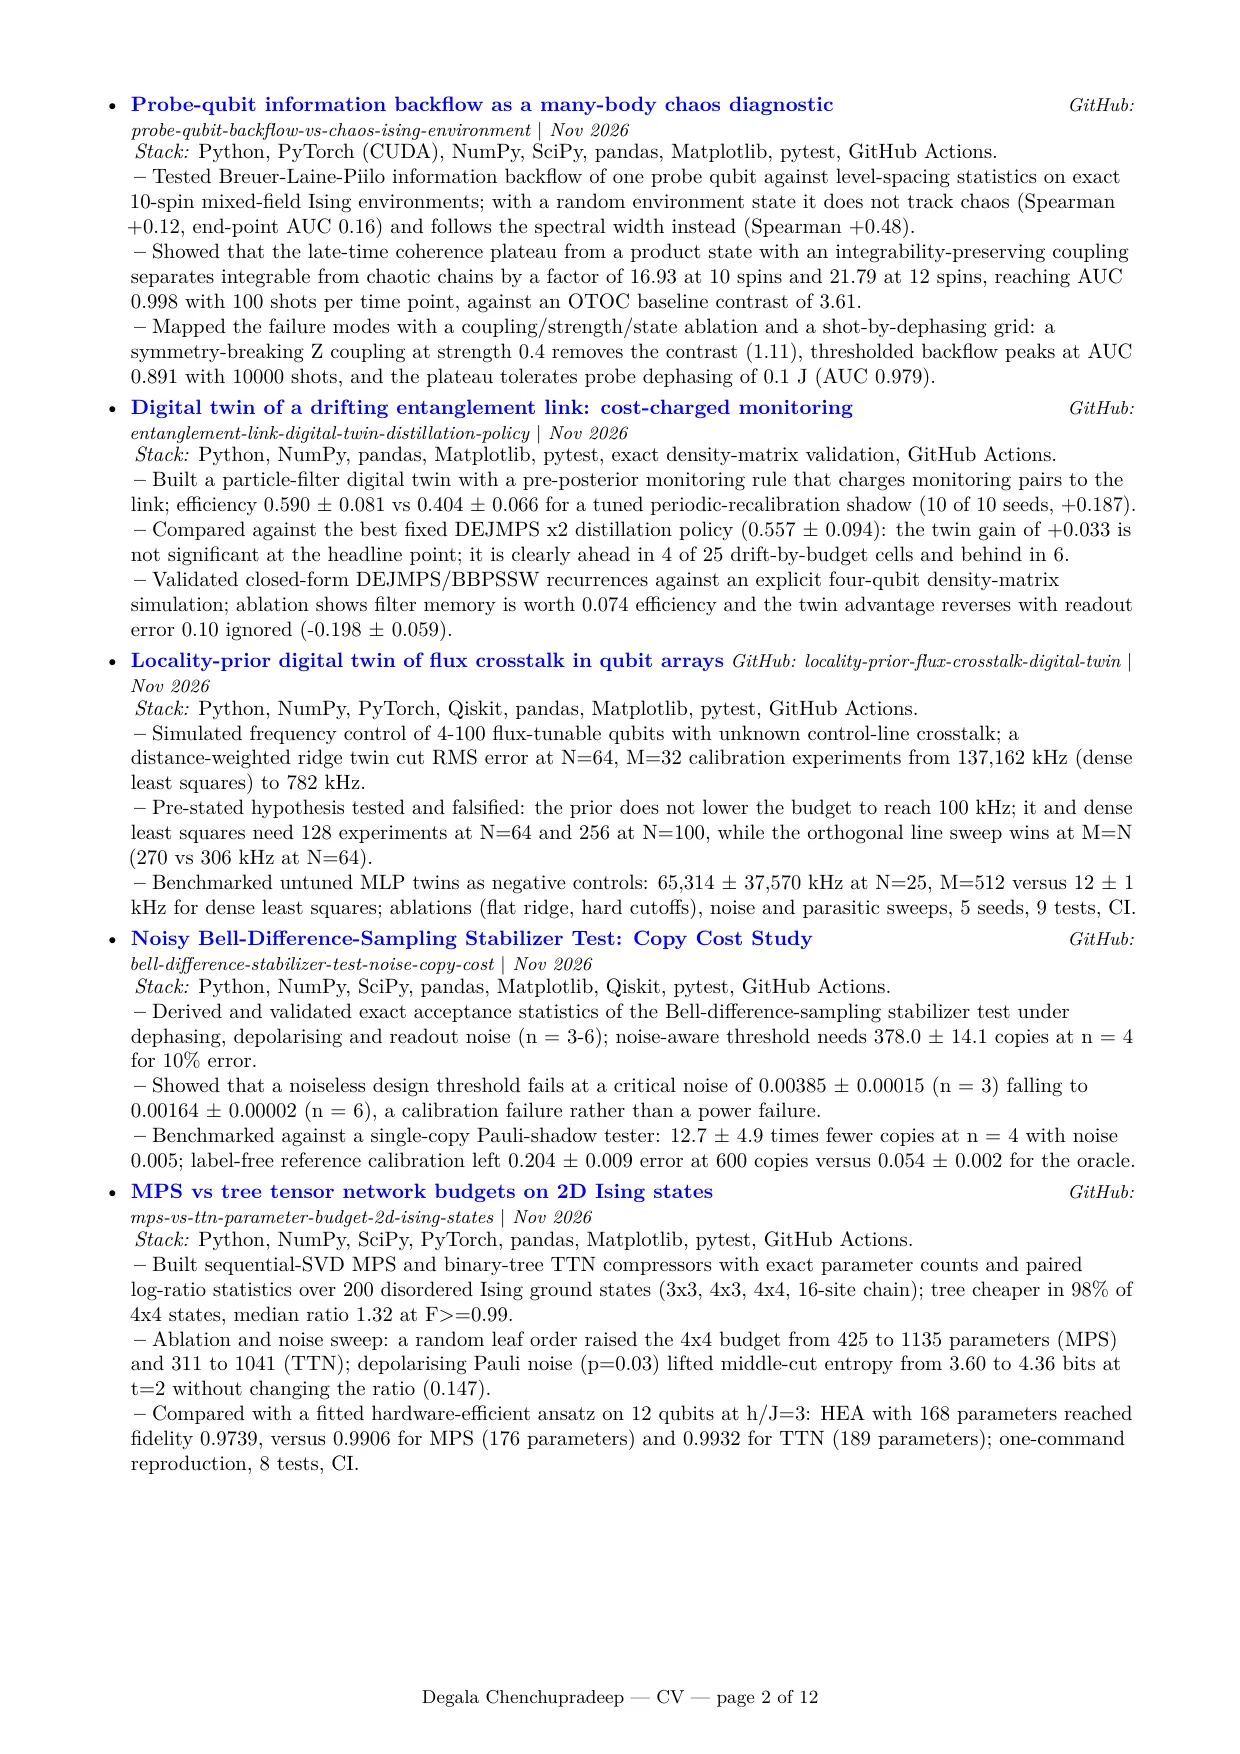 • Probe-qubit information backflow as a many-body chaos diagnostic GitHub:
probe-qubit-backflow-vs-chaos-ising-environment | Nov 2026
Stack: Python, PyTorch (CUDA), NumPy, SciPy, pandas, Matplotlib, pytest, GitHub Actions.
– Tested Breuer-Laine-Piilo information backflow of one probe qubit against level-spacing statistics on exact
10-spin mixed-field Ising environments; with a random environment state it does not track chaos (Spearman
+0.12, end-point AUC 0.16) and follows the spectral width instead (Spearman +0.48).
– Showed that the late-time coherence plateau from a product state with an integrability-preserving coupling
separates integrable from chaotic chains by a factor of 16.93 at 10 spins and 21.79 at 12 spins, reaching AUC
0.998 with 100 shots per time point, against an OTOC baseline contrast of 3.61.
– Mapped the failure modes with a coupling/strength/state ablation and a shot-by-dephasing grid: a
symmetry-breaking Z coupling at strength 0.4 removes the contrast (1.11), thresholded backflow peaks at AUC
0.891 with 10000 shots, and the plateau tolerates probe dephasing of 0.1 J (AUC 0.979).
• Digital twin of a drifting entanglement link: cost-charged monitoring GitHub:
entanglement-link-digital-twin-distillation-policy | Nov 2026
Stack: Python, NumPy, pandas, Matplotlib, pytest, exact density-matrix validation, GitHub Actions.
– Built a particle-filter digital twin with a pre-posterior monitoring rule that charges monitoring pairs to the
link; efficiency 0.590 ± 0.081 vs 0.404 ± 0.066 for a tuned periodic-recalibration shadow (10 of 10 seeds, +0.187).
– Compared against the best fixed DEJMPS x2 distillation policy (0.557 ± 0.094): the twin gain of +0.033 is
not significant at the headline point; it is clearly ahead in 4 of 25 drift-by-budget cells and behind in 6.
– Validated closed-form DEJMPS/BBPSSW recurrences against an explicit four-qubit density-matrix
simulation; ablation shows filter memory is worth 0.074 efficiency and the twin advantage reverses with readout
error 0.10 ignored (-0.198 ± 0.059).
• Locality-prior digital twin of flux crosstalk in qubit arrays GitHub: locality-prior-flux-crosstalk-digital-twin |
Nov 2026
Stack: Python, NumPy, PyTorch, Qiskit, pandas, Matplotlib, pytest, GitHub Actions.
– Simulated frequency control of 4-100 flux-tunable qubits with unknown control-line crosstalk; a
distance-weighted ridge twin cut RMS error at N=64, M=32 calibration experiments from 137,162 kHz (dense
least squares) to 782 kHz.
– Pre-stated hypothesis tested and falsified: the prior does not lower the budget to reach 100 kHz; it and dense
least squares need 128 experiments at N=64 and 256 at N=100, while the orthogonal line sweep wins at M=N
(270 vs 306 kHz at N=64).
– Benchmarked untuned MLP twins as negative controls: 65,314 ± 37,570 kHz at N=25, M=512 versus 12 ± 1
kHz for dense least squares; ablations (flat ridge, hard cutoffs), noise and parasitic sweeps, 5 seeds, 9 tests, CI.
• Noisy Bell-Difference-Sampling Stabilizer Test: Copy Cost Study GitHub:
bell-difference-stabilizer-test-noise-copy-cost | Nov 2026
Stack: Python, NumPy, SciPy, pandas, Matplotlib, Qiskit, pytest, GitHub Actions.
– Derived and validated exact acceptance statistics of the Bell-difference-sampling stabilizer test under
dephasing, depolarising and readout noise (n = 3-6); noise-aware threshold needs 378.0 ± 14.1 copies at n = 4
for 10% error.
– Showed that a noiseless design threshold fails at a critical noise of 0.00385 ± 0.00015 (n = 3) falling to
0.00164 ± 0.00002 (n = 6), a calibration failure rather than a power failure.
– Benchmarked against a single-copy Pauli-shadow tester: 12.7 ± 4.9 times fewer copies at n = 4 with noise
0.005; label-free reference calibration left 0.204 ± 0.009 error at 600 copies versus 0.054 ± 0.002 for the oracle.
• MPS vs tree tensor network budgets on 2D Ising states GitHub:
mps-vs-ttn-parameter-budget-2d-ising-states | Nov 2026
Stack: Python, NumPy, SciPy, PyTorch, pandas, Matplotlib, pytest, GitHub Actions.
– Built sequential-SVD MPS and binary-tree TTN compressors with exact parameter counts and paired
log-ratio statistics over 200 disordered Ising ground states (3x3, 4x3, 4x4, 16-site chain); tree cheaper in 98% of
4x4 states, median ratio 1.32 at F>=0.99.
– Ablation and noise sweep: a random leaf order raised the 4x4 budget from 425 to 1135 parameters (MPS)
and 311 to 1041 (TTN); depolarising Pauli noise (p=0.03) lifted middle-cut entropy from 3.60 to 4.36 bits at
t=2 without changing the ratio (0.147).
– Compared with a fitted hardware-efficient ansatz on 12 qubits at h/J=3: HEA with 168 parameters reached
fidelity 0.9739, versus 0.9906 for MPS (176 parameters) and 0.9932 for TTN (189 parameters); one-command
reproduction, 8 tests, CI.
Degala Chenchupradeep — CV — page 2 of 12